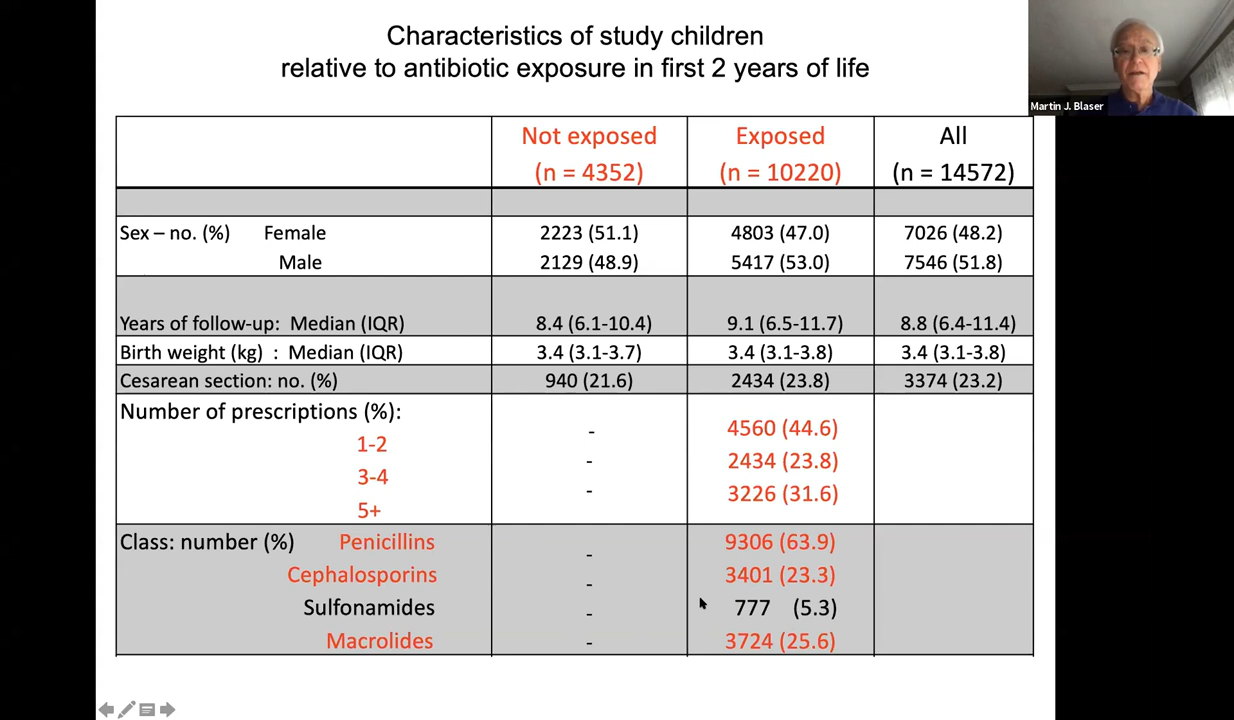 Characteristics of study children
relative to antibiotic exposure in first 2 years of life
Martin J. Blaser
Not exposed Exposed All
(n = 4352) (n = 10220) (n = 14572)
Sex – no. (%) Female 2223 (51.1) 4803 (47.0) 7026 (48.2)
Male 2129 (48.9) 5417 (53.0) 7546 (51.8)
Years of follow-up: Median (IQR) 8.4 (6.1-10.4) 9.1 (6.5-11.7) 8.8 (6.4-11.4)
Birth weight (kg) : Median (IQR) 3.4 (3.1-3.7) 3.4 (3.1-3.8) 3.4 (3.1-3.8)
Cesarean section: no. (%) 940 (21.6) 2434 (23.8) 3374 (23.2)
Number of prescriptions (%):
1-2 - 4560 (44.6)
3-4 - 2434 (23.8)
5+ - 3226 (31.6)
Class: number (%) Penicillins - 9306 (63.9)
Cephalosporins - 3401 (23.3)
Sulfonamides - 777 (5.3)
Macrolides - 3724 (25.6)